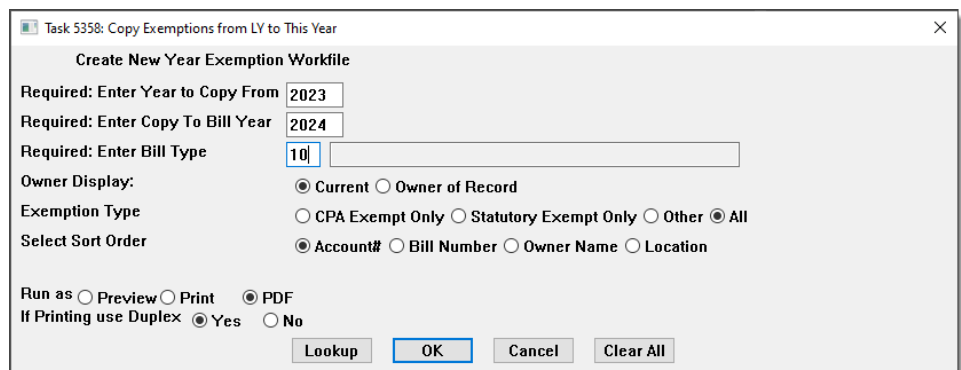 Task 5358: Copy Exemptions from LY to This Year
Create New Year Exemption Workfile
Required: Enter Year to Copy From 2023
Required: Enter Copy To Bill Year 2024
Required: Enter Bill Type 10
Owner Display: Current Owner of Record
Exemption Type CPA Exempt Only Statutory Exempt Only Other All
Select Sort Order Account# Bill Number Owner Name Location
Run as Preview Print PDF
If Printing use Duplex Yes No
Lookup OK Cancel Clear All